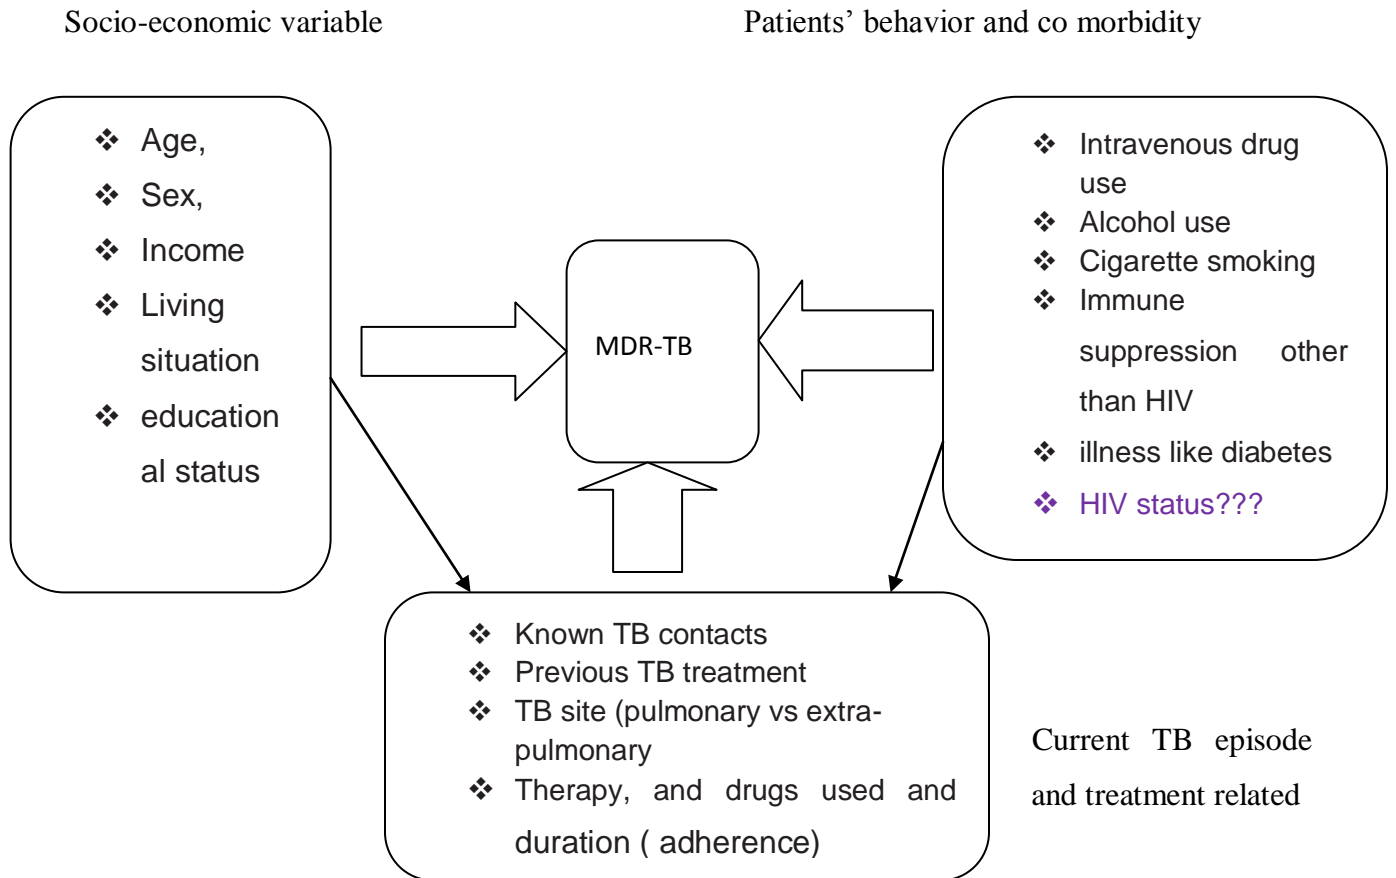 Socio-economic variable
Patients’ behavior and co morbidity
❖ Age,
❖ Sex,
❖ Income
❖ Living
situation
❖ education
al status
MDR-TB
❖ Intravenous drug
use
❖ Alcohol use
❖ Cigarette smoking
❖ Immune
suppression other
than HIV
❖ illness like diabetes
❖ HIV status???
❖ Known TB contacts
❖ Previous TB treatment
❖ TB site (pulmonary vs extra-
pulmonary
❖ Therapy, and drugs used and
duration ( adherence)
Current TB episode
and treatment related